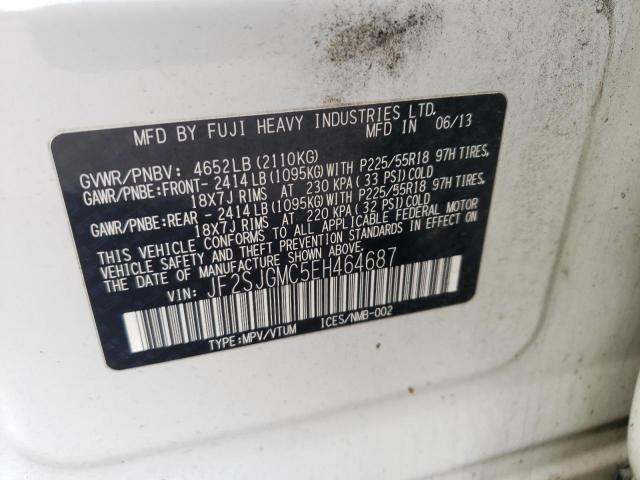 MFD BY FUJI HEAVY INDUSTRIES LTD.
MFD IN 06/13
GVWR/PNBV: 4652LB(2110KG)
GAWR/PNBE:FRONT- 2414LB(1095KG)WITH P225/55R18 97H TIRES,
18X7J RIMS AT 230 KPA(33 PSI)COLD
GAWR/PNBE:REAR - 2414LB(1095KG)WITH P225/55R18 97H TIRES,
18X7J RIMS AT 220 KPA(32 PSI)COLD
THIS VEHICLE CONFORMS TO ALL APPLICABLE FEDERAL MOTOR
VEHICLE SAFETY AND THEFT PREVENTION STANDARDS IN EFFECT
ON THE DATE OF MANUFACTURE SHOWN ABOVE.
VIN: JF2SJGMC5EH464687
TYPE:MPV/VTUM ICES/NMB-002